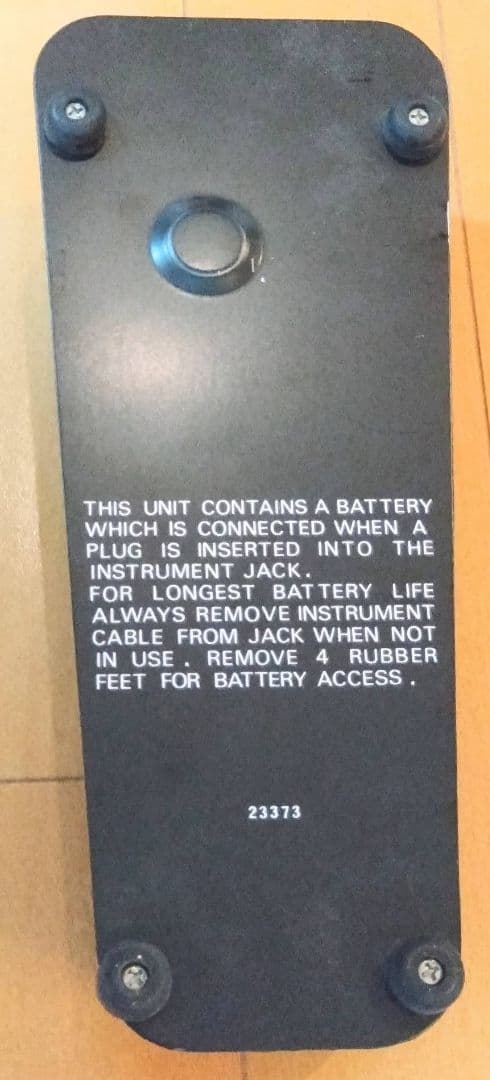 THIS UNIT CONTAINS A BATTERY
WHICH IS CONNECTED WHEN A
PLUG IS INSERTED INTO THE
INSTRUMENT JACK.
FOR LONGEST BATTERY LIFE
ALWAYS REMOVE INSTRUMENT
CABLE FROM JACK WHEN NOT
IN USE. REMOVE 4 RUBBER
FEET FOR BATTERY ACCESS.
23373